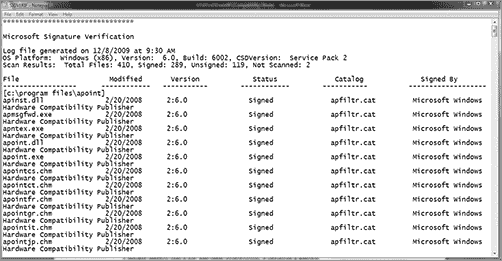 File Edit Format View Help
********************************
Microsoft Signature Verification
Log file generated on 12/8/2009 at 9:30 AM
OS Platform: Windows (x86), Version: 6.0, Build: 6002, CSDVersion: Service Pack 2
Scan Results: Total Files: 410, Signed: 289, Unsigned: 119, Not Scanned: 2
File Modified Version Status Catalog Signed By
[c:\program files\apoint]
apinst.dll 2/20/2008 2:6.0 Signed apfiltr.cat Microsoft Windows
Hardware Compatibility Publisher
apmsgfwd.exe 2/20/2008 2:6.0 Signed apfiltr.cat Microsoft Windows
Hardware Compatibility Publisher
apntex.exe 2/20/2008 2:6.0 Signed apfiltr.cat Microsoft Windows
Hardware Compatibility Publisher
apoint.dll 2/20/2008 2:6.0 Signed apfiltr.cat Microsoft Windows
Hardware Compatibility Publisher
apoint.exe 2/20/2008 2:6.0 Signed apfiltr.cat Microsoft Windows
Hardware Compatibility Publisher
apointcs.chm 2/20/2008 2:6.0 Signed apfiltr.cat Microsoft Windows
Hardware Compatibility Publisher
apointct.chm 2/20/2008 2:6.0 Signed apfiltr.cat Microsoft Windows
Hardware Compatibility Publisher
apointfr.chm 2/20/2008 2:6.0 Signed apfiltr.cat Microsoft Windows
Hardware Compatibility Publisher
apointgr.chm 2/20/2008 2:6.0 Signed apfiltr.cat Microsoft Windows
Hardware Compatibility Publisher
apointit.chm 2/20/2008 2:6.0 Signed apfiltr.cat Microsoft Windows
Hardware Compatibility Publisher
apointjp.chm 2/20/2008 2:6.0 Signed apfiltr.cat Microsoft Windows
Hardware Compatibility Publisher